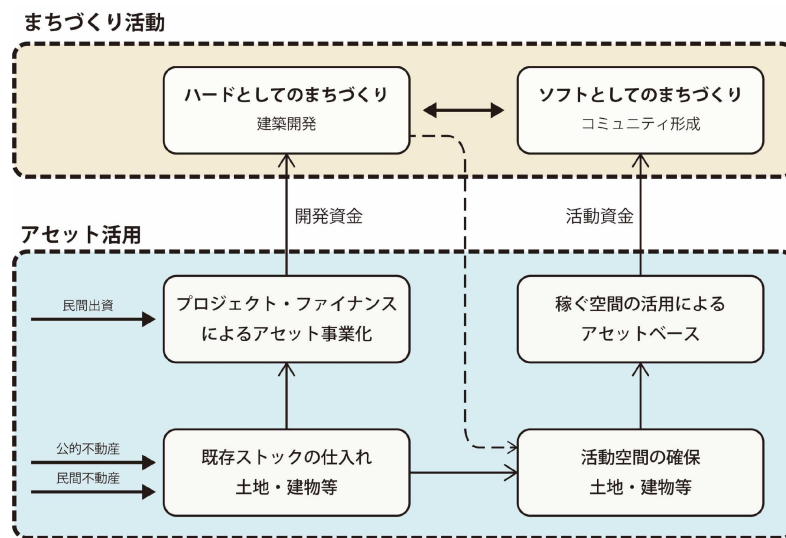 まちづくり活動
ハードとしてのまちづくり
建築開発
ソフトとしてのまちづくり
コミュニティ形成
開発資金
活動資金
アセット活用
民間出資
プロジェクト・ファイナンス
によるアセット事業化
稼ぐ空間の活用による
アセットベース
公的不動産
民間不動産
既存ストックの仕入れ
土地・建物等
活動空間の確保
土地・建物等